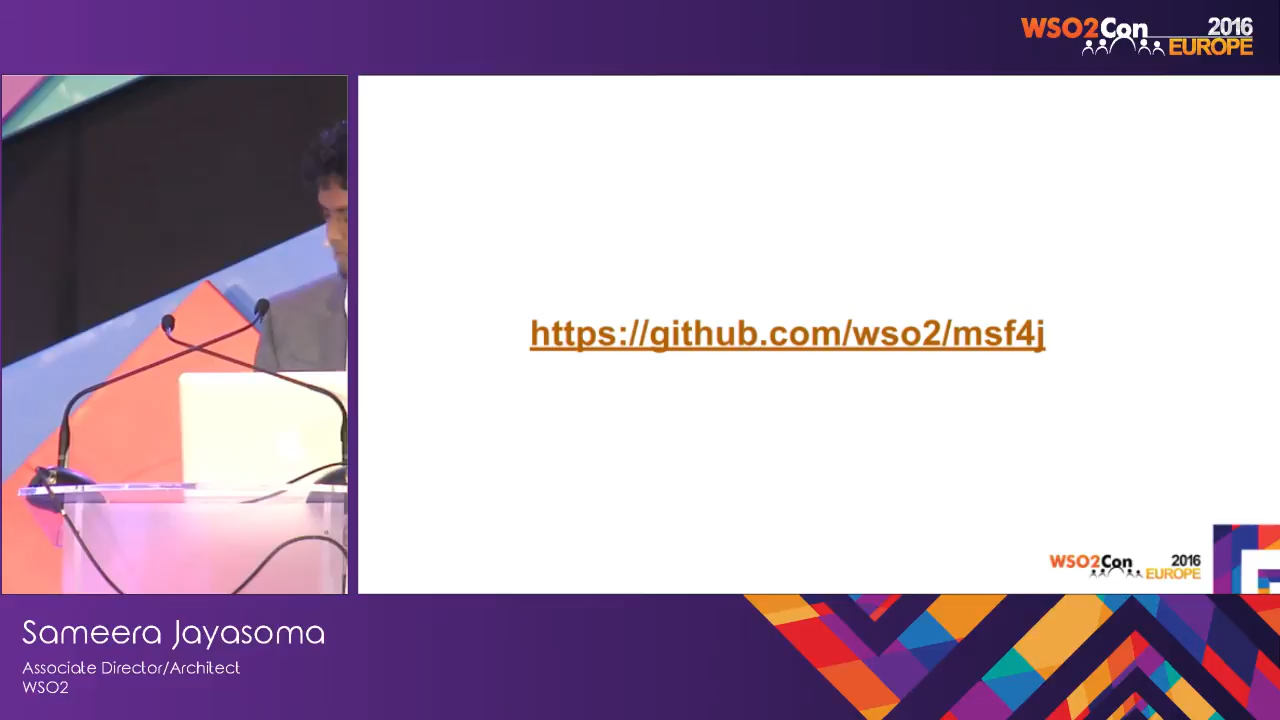 WSO2Con 2016
EUROPE
https://github.com/wso2/msf4j
WSO2Con 2016
EUROPE
Sameera Jayasoma
Associate Director/Architect
WSO2